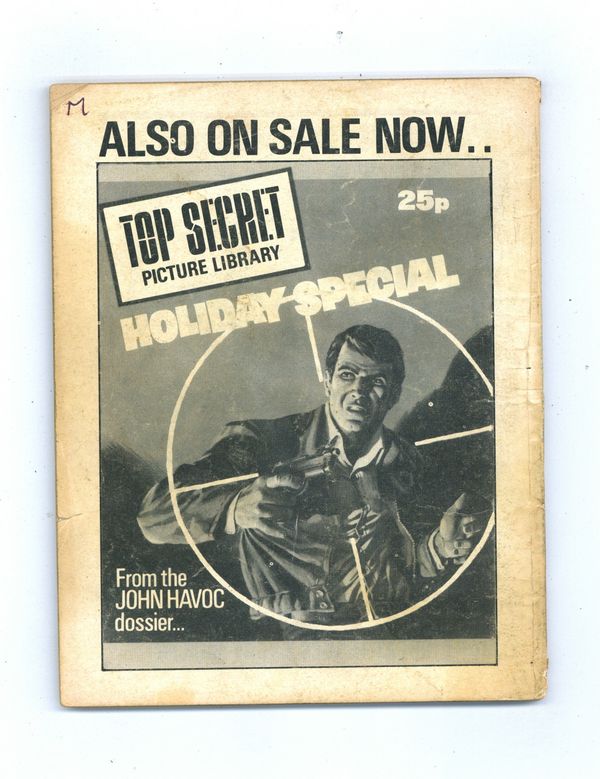 M
ALSO ON SALE NOW..
TOP SECRET
PICTURE LIBRARY
25p
HOLIDAY SPECIAL
From the
JOHN HAVOC
dossier...